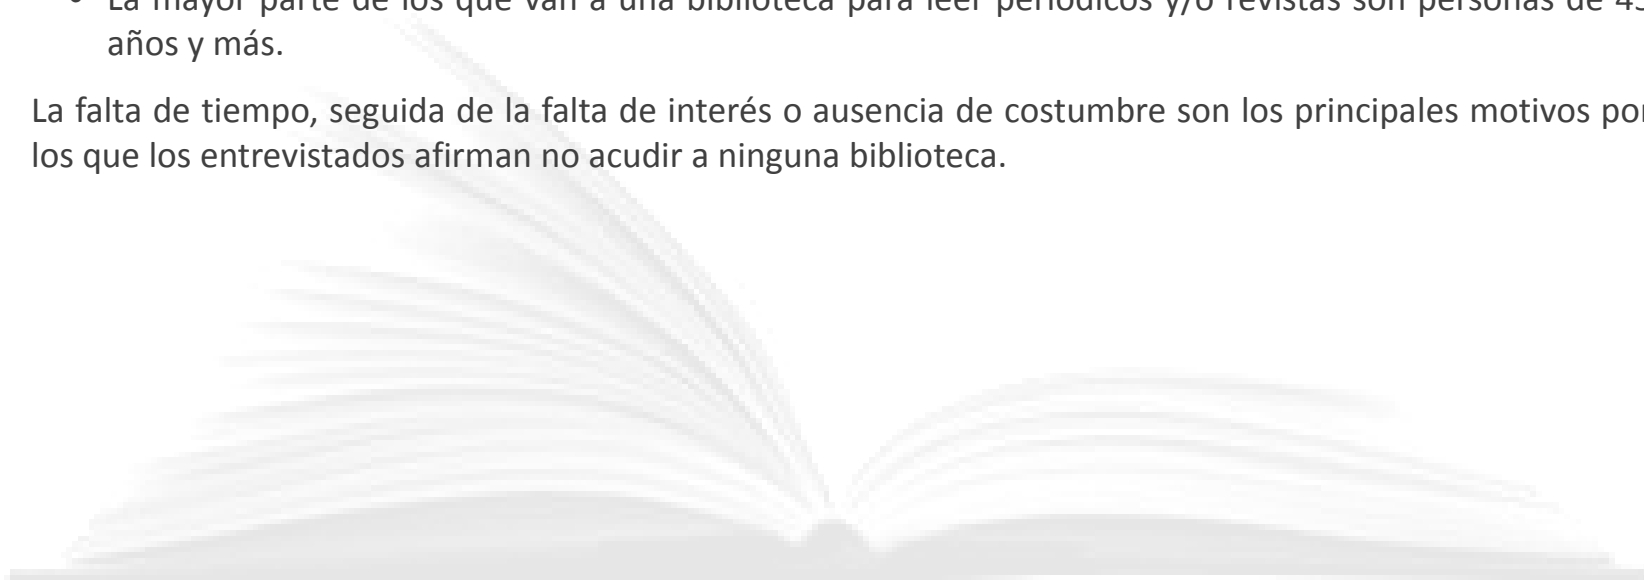 La mayor parte de los que van a una biblioteca para leer periódicos y/o revistas son personas de 45
años y más.
La falta de tiempo, seguida de la falta de interés o ausencia de costumbre son los principales motivos por
los que los entrevistados afirman no acudir a ninguna biblioteca.